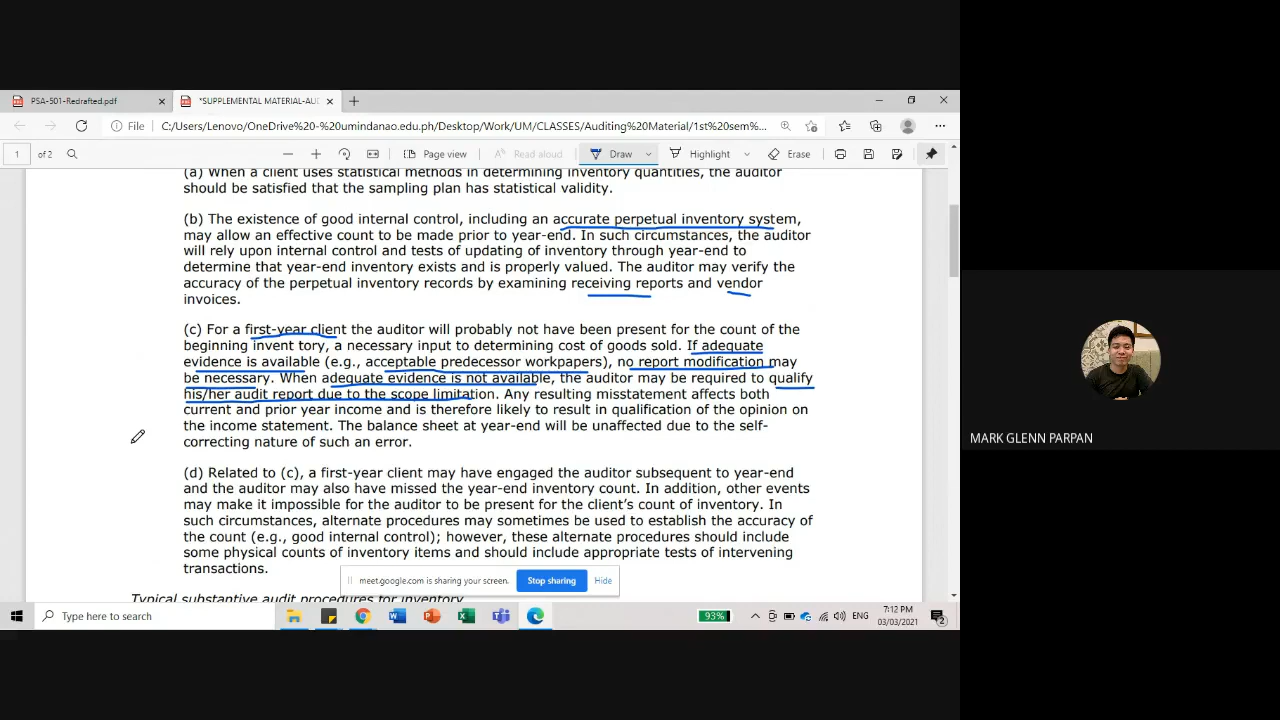 PSA-501-Redrafted.pdf
*SUPPLEMENTAL MATERIAL-AUD
File
C:/Users/Lenovo/OneDrive%20-%20umindanao.edu.ph/Desktop/Work/UM/CLASSES/Auditing%20Material/1st%20sem%...
1 of 2
Page view
Read aloud
Draw
Highlight
Erase
(a) When a client uses statistical methods in determining inventory quantities, the auditor
should be satisfied that the sampling plan has statistical validity.
(b) The existence of good internal control, including an accurate perpetual inventory system,
may allow an effective count to be made prior to year-end. In such circumstances, the auditor
will rely upon internal control and tests of updating of inventory through year-end to
determine that year-end inventory exists and is properly valued. The auditor may verify the
accuracy of the perpetual inventory records by examining receiving reports and vendor
invoices.
(c) For a first-year client the auditor will probably not have been present for the count of the
beginning inven tory, a necessary input to determining cost of goods sold. If adequate
evidence is available (e.g., acceptable predecessor workpapers), no report modification may
be necessary. When adequate evidence is not available, the auditor may be required to qualify
his/her audit report due to the scope limitation. Any resulting misstatement affects both
current and prior year income and is therefore likely to result in qualification of the opinion on
the income statement. The balance sheet at year-end will be unaffected due to the self-
correcting nature of such an error.
(d) Related to (c), a first-year client may have engaged the auditor subsequent to year-end
and the auditor may also have missed the year-end inventory count. In addition, other events
may make it impossible for the auditor to be present for the client's count of inventory. In
such circumstances, alternate procedures may sometimes be used to establish the accuracy of
the count (e.g., good internal control); however, these alternate procedures should include
some physical counts of inventory items and should include appropriate tests of intervening
transactions.
Typical substantive audit procedures for inventory
meet.google.com is sharing your screen.
Stop sharing
Hide
Type here to search
93%
ENG
7:12 PM
03/03/2021
2
MARK GLENN PARPAN